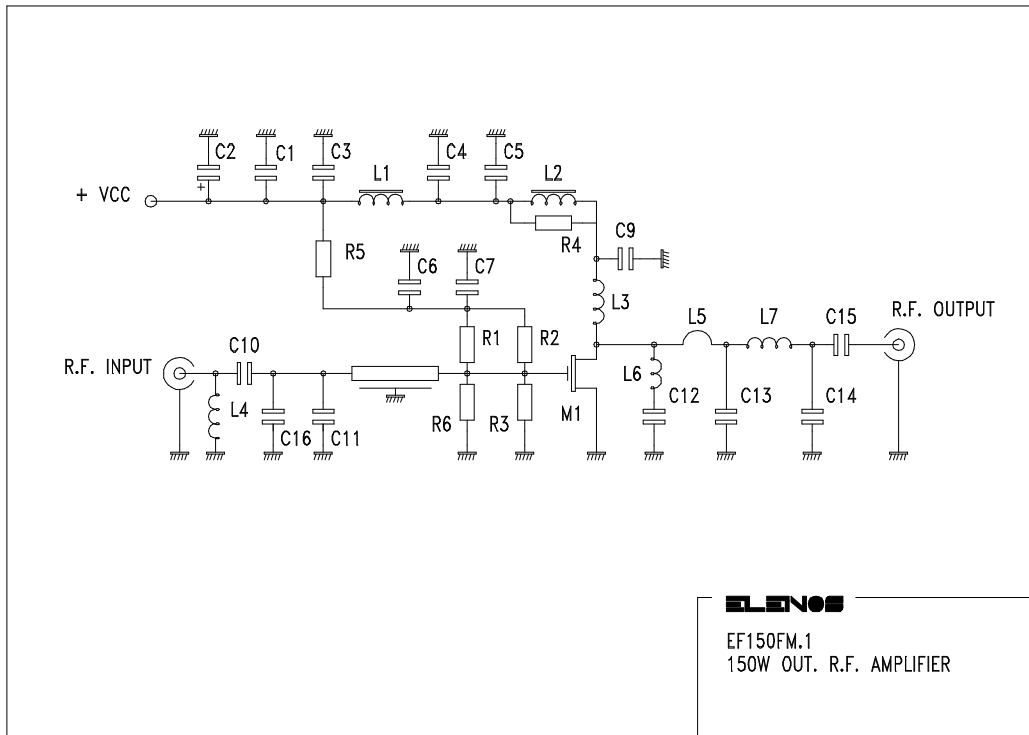 C2
C1
C3
C4
C5
L1
L2
+ VCC
+
R4
C9
R5
C6
C7
L3
R.F. OUTPUT
L5
L7
C15
R1
R2
C10
R.F. INPUT
L6
C12
C13
C14
L4
C16
C11
R6
R3
M1
ELENOS
EF150FM.1
150W OUT. R.F. AMPLIFIER